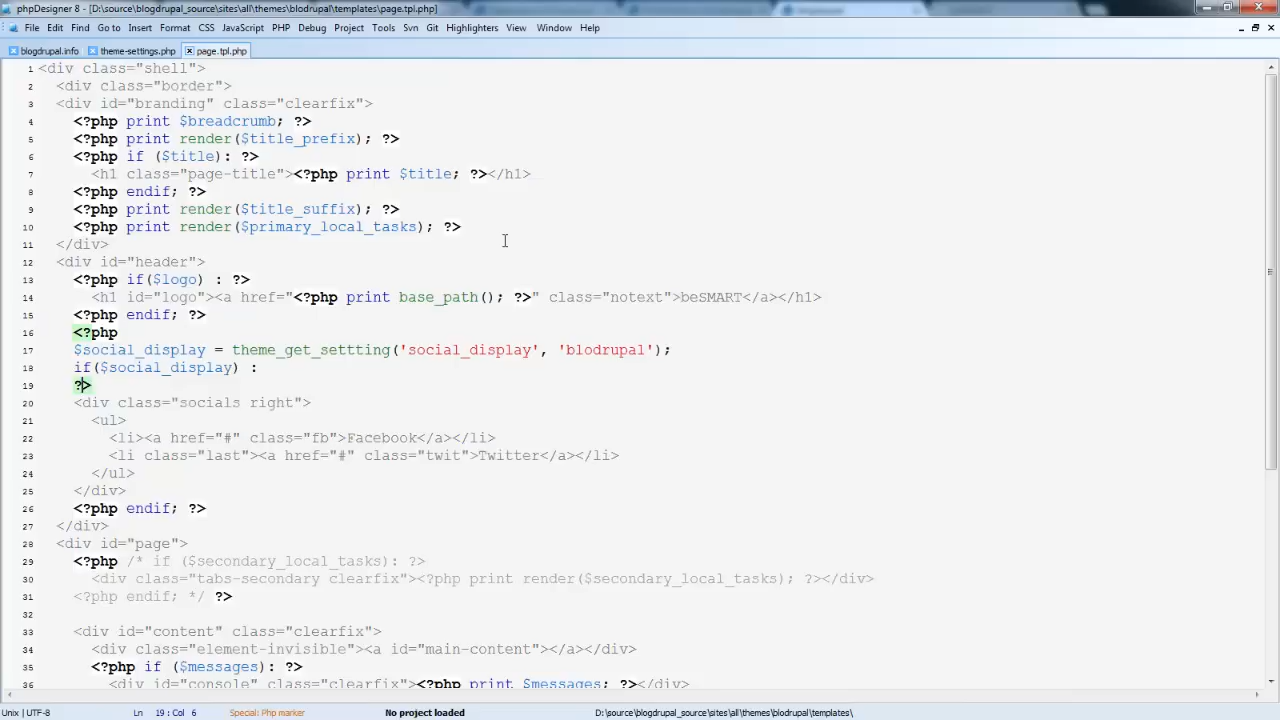 phpDesigner 8 - [D:\source\blogdrupal_source\sites\all\themes\blodrupal\templates\page.tpl.php]
File Edit Find Go to Insert Format CSS JavaScript PHP Debug Project Tools Svn Git Highlighters View Window Help
blogdrupal.info theme-settings.php page.tpl.php
1 <div class="shell">
2 <div class="border">
3 <div id="branding" class="clearfix">
4 <?php print $breadcrumb; ?>
5 <?php print render($title_prefix); ?>
6 <?php if ($title): ?>
7 <h1 class="page-title"><?php print $title; ?></h1>
8 <?php endif; ?>
9 <?php print render($title_suffix); ?>
10 <?php print render($primary_local_tasks); ?>
11 </div>
12 <div id="header">
13 <?php if($logo) : ?>
14 <h1 id="logo"><a href="<?php print base_path(); ?>" class="notext">beSMART</a></h1>
15 <?php endif; ?>
16 <?php
17 $social_display = theme_get_settting('social_display', 'blodrupal');
18 if($social_display) :
19 ?>
20 <div class="socials right">
21 <ul>
22 <li><a href="#" class="fb">Facebook</a></li>
23 <li class="last"><a href="#" class="twit">Twitter</a></li>
24 </ul>
25 </div>
26 <?php endif; ?>
27 </div>
28 <div id="page">
29 <?php /* if ($secondary_local_tasks): ?>
30 <div class="tabs-secondary clearfix"><?php print render($secondary_local_tasks); ?></div>
31 <?php endif; */ ?>
32
33 <div id="content" class="clearfix">
34 <div class="element-invisible"><a id="main-content"></a></div>
35 <?php if ($messages): ?>
36 <div id="console" class="clearfix"><?php print $messages; ?></div>
Unix | UTF-8 Ln 19 : Col 6 Special: Php marker No project loaded D:\source\blogdrupal_source\sites\all\themes\blodrupal\templates\